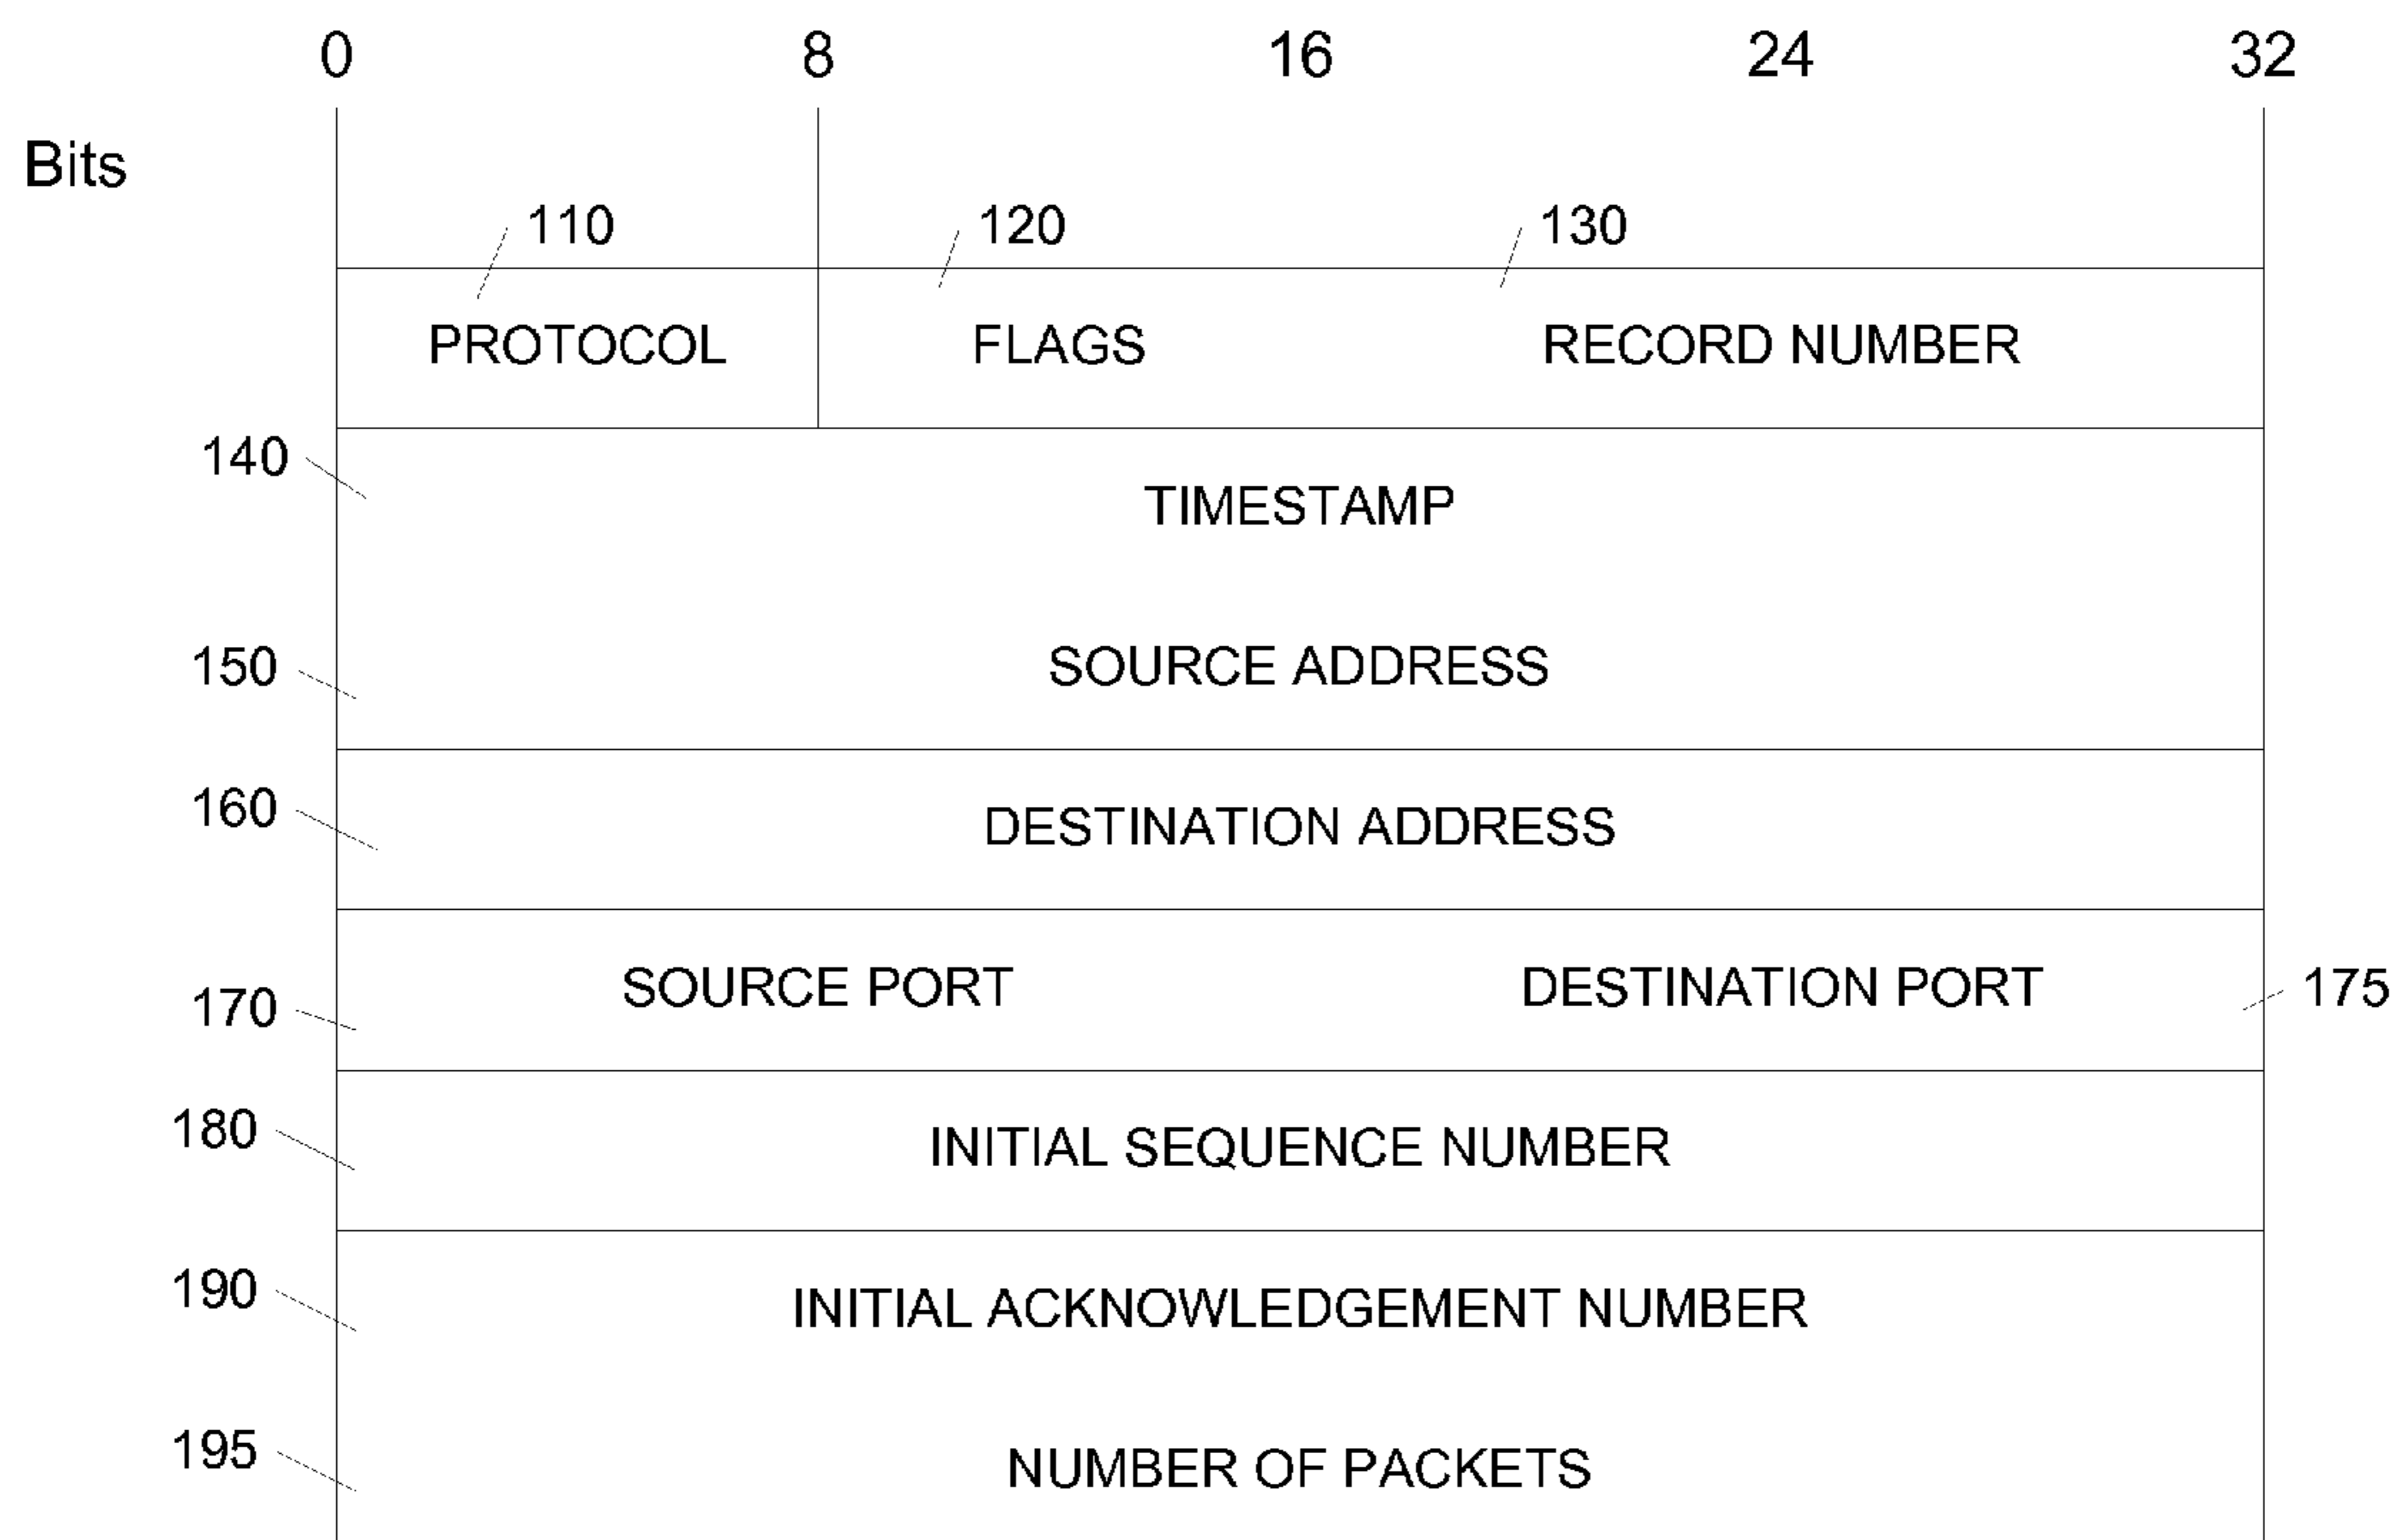 0 8 16 24 32
Bits
110 120 130
PROTOCOL FLAGS RECORD NUMBER
140
TIMESTAMP
150 SOURCE ADDRESS
160 DESTINATION ADDRESS
SOURCE PORT DESTINATION PORT 175
170
180 INITIAL SEQUENCE NUMBER
190 INITIAL ACKNOWLEDGEMENT NUMBER
195 NUMBER OF PACKETS